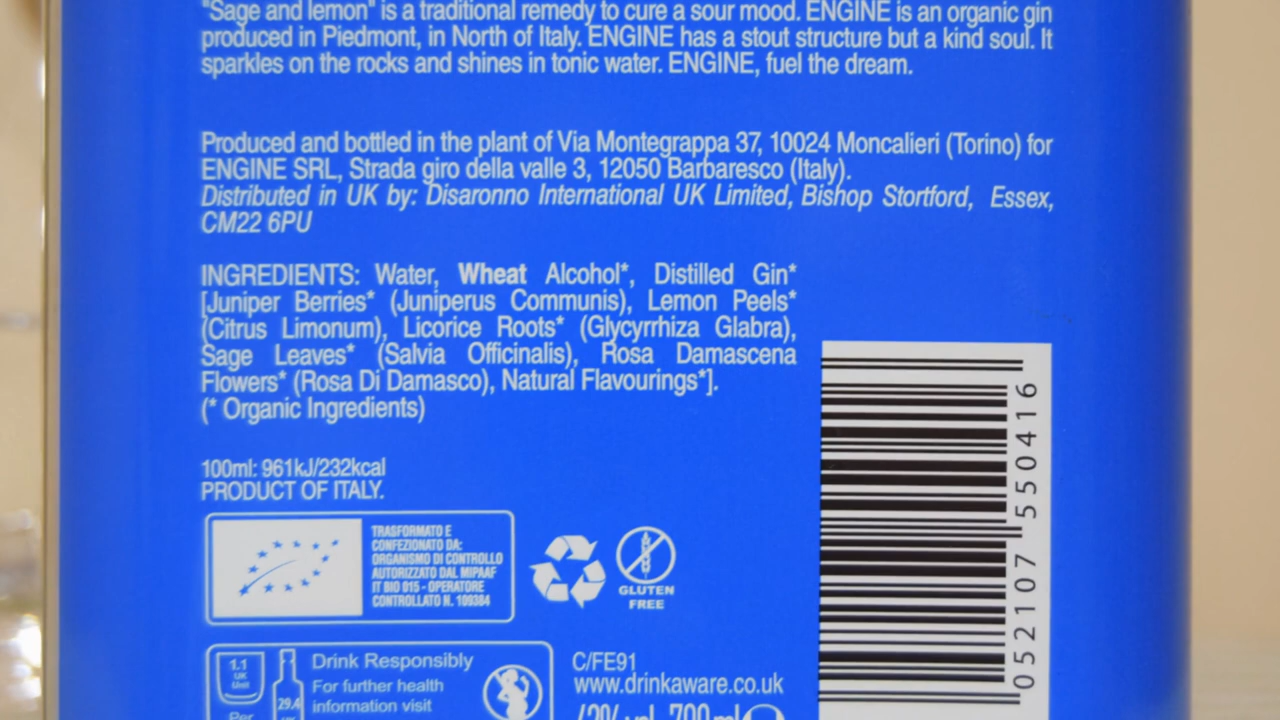 "Sage and lemon" is a traditional remedy to cure a sour mood. ENGINE is an organic gin
produced in Piedmont, in North of Italy. ENGINE has a stout structure but a kind soul. It
sparkles on the rocks and shines in tonic water. ENGINE, fuel the dream.
Produced and bottled in the plant of Via Montegrappa 37, 10024 Moncalieri (Torino) for
ENGINE SRL, Strada giro della valle 3, 12050 Barbaresco (Italy).
Distributed in UK by: Disaronno International UK Limited, Bishop Stortford, Essex,
CM22 6PU
INGREDIENTS: Water, Wheat Alcohol*, Distilled Gin*
[Juniper Berries* (Juniperus Communis), Lemon Peels*
(Citrus Limonum), Licorice Roots* (Glycyrrhiza Glabra),
Sage Leaves* (Salvia Officinalis), Rosa Damascena
Flowers* (Rosa Di Damasco), Natural Flavourings*].
(* Organic Ingredients)
100ml: 961kJ/232kcal
PRODUCT OF ITALY.
TRASFORMATO E
CONFEZIONATO DA:
ORGANISMO DI CONTROLLO
AUTORIZZATO DAL MIPAAF
IT BIO 015 - OPERATORE
CONTROLLATO N. 109384
GLUTEN
FREE
052107 550416
1.1
UK
Unit
Per
29.4
Drink Responsibly
For further health
information visit
C/FE91
www.drinkaware.co.uk
42% vol 700ml